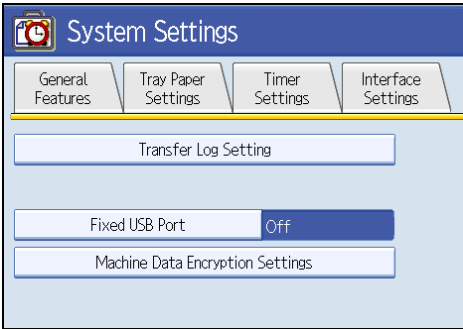 System Settings
General Features
Tray Paper Settings
Timer Settings
Interface Settings
Transfer Log Setting
Fixed USB Port Off
Machine Data Encryption Settings